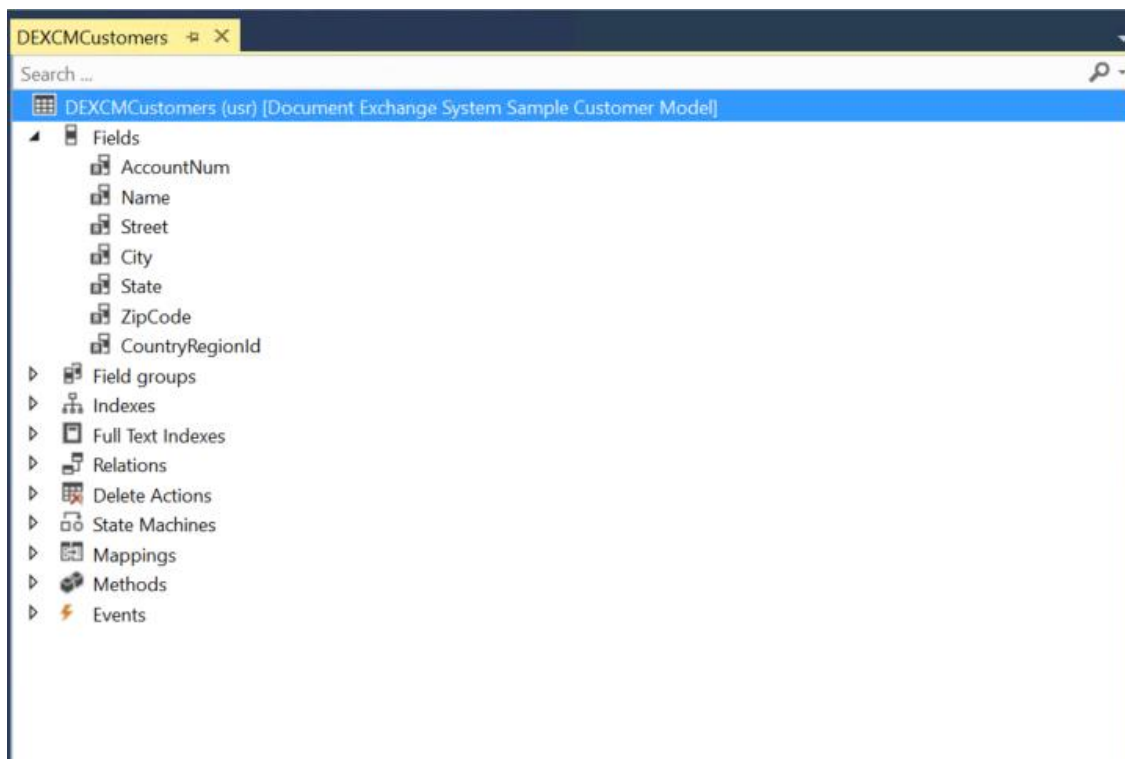 DEXCMCustomers
Search ...
DEXCMCustomers (usr) [Document Exchange System Sample Customer Model]
Fields
AccountNum
Name
Street
City
State
ZipCode
CountryRegionId
Field groups
Indexes
Full Text Indexes
Relations
Delete Actions
State Machines
Mappings
Methods
Events